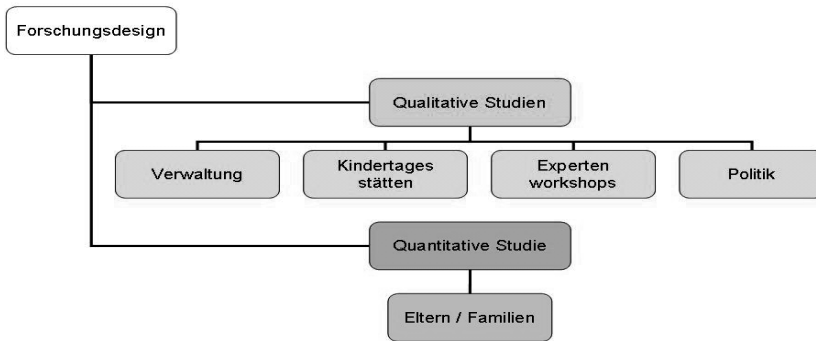 Forschungsdesign
Qualitative Studien
Verwaltung
Kindertages
stätten
Experten
workshops
Politik
Quantitative Studie
Eltern / Familien